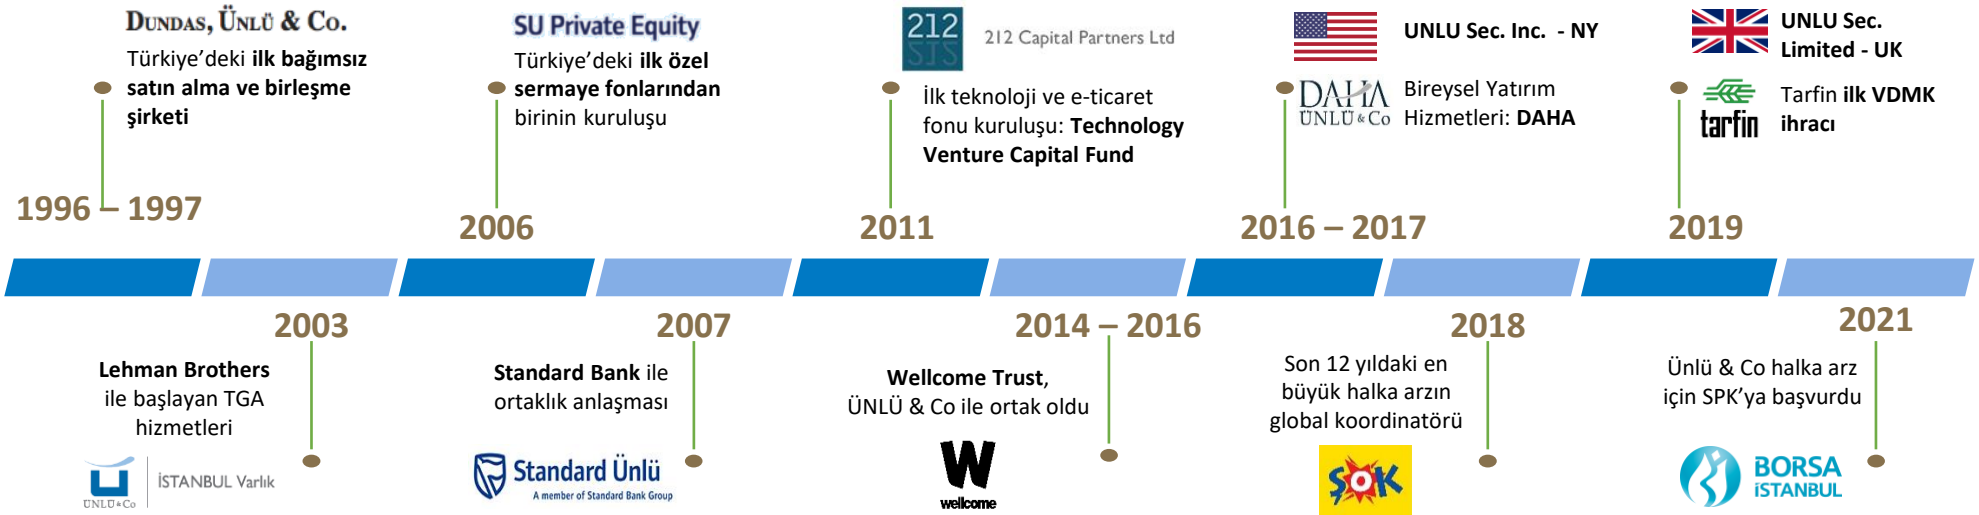 DUNDAS, ÜNLÜ & CO.
Türkiye’deki ilk bağımsız
satın alma ve birleşme
şirketi
1996 – 1997
SU Private Equity
Türkiye’deki ilk özel
sermaye fonlarından
birinin kuruluşu
2006
212
212 Capital Partners Ltd
İlk teknoloji ve e-ticaret
fonu kuruluşu: Technology
Venture Capital Fund
2011
UNLU Sec. Inc. - NY
DAHA
ÜNLÜ & Co
Bireysel Yatırım
Hizmetleri: DAHA
2016 – 2017
UNLU Sec.
Limited - UK
tarfin
Tarfin ilk VDMK
ihracı
2019
2003
Lehman Brothers
ile başlayan TGA
hizmetleri
ÜNLÜ & Co
İSTANBUL Varlık
2007
Standard Bank ile
ortaklık anlaşması
Standard Ünlü
A member of Standard Bank Group
2014 – 2016
Wellcome Trust,
ÜNLÜ & Co ile ortak oldu
W
wellcome
2018
Son 12 yıldaki en
büyük halka arzın
global koordinatörü
ŞOK
2021
Ünlü & Co halka arz
için SPK’ya başvurdu
BORSA
İSTANBUL